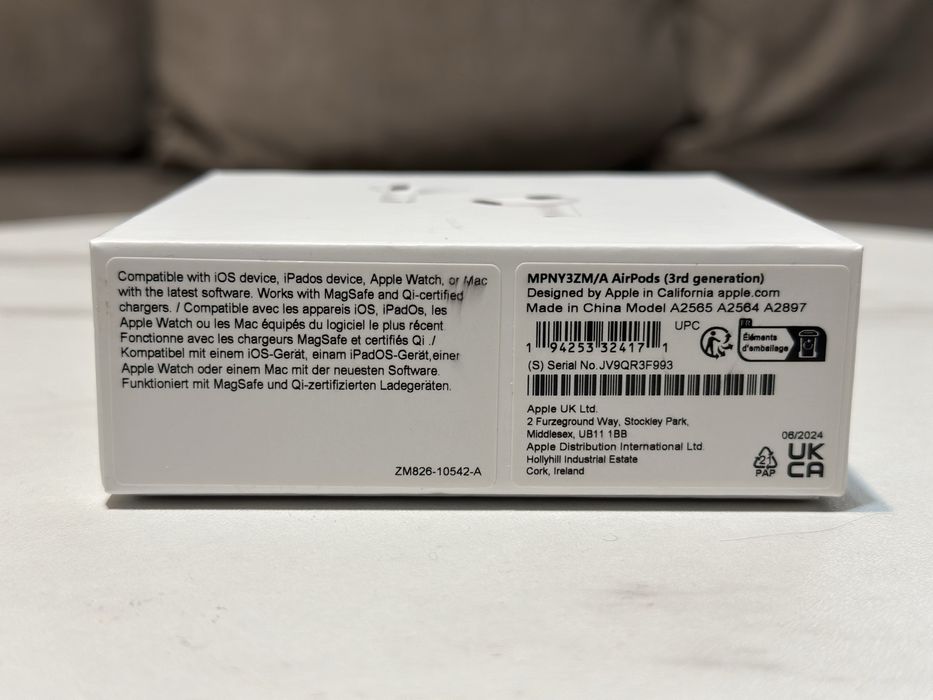 Compatible with iOS device, iPados device, Apple Watch, or Mac
with the latest software. Works with MagSafe and Qi-certified
chargers. / Compatible avec les appareils iOS, iPadOs, les
Apple Watch ou les Mac équipés du logiciel le plus récent
Fonctionne avec les chargeurs MagSafe et certifiés Qi ./
Kompatibel mit einem iOS-Gerät, einam iPadOS-Gerät,einer
Apple Watch oder einem Mac mit der neuesten Software.
Funktioniert mit MagSafe und Qi-zertifizierten Ladegeräten.
ZM826-10542-A
MPNY3ZM/A AirPods (3rd generation)
Designed by Apple in California apple.com
Made in China Model A2565 A2564 A2897
UPC
1 94253 32417 1
FR
Éléments
d'emballage
(S) Serial No.JV9QR3F993
Apple UK Ltd.
2 Furzeground Way, Stockley Park,
Middlesex, UB11 1BB
Apple Distribution International Ltd
Hollyhill Industrial Estate
Cork, Ireland
06/2024
21
PAP
UK
CA